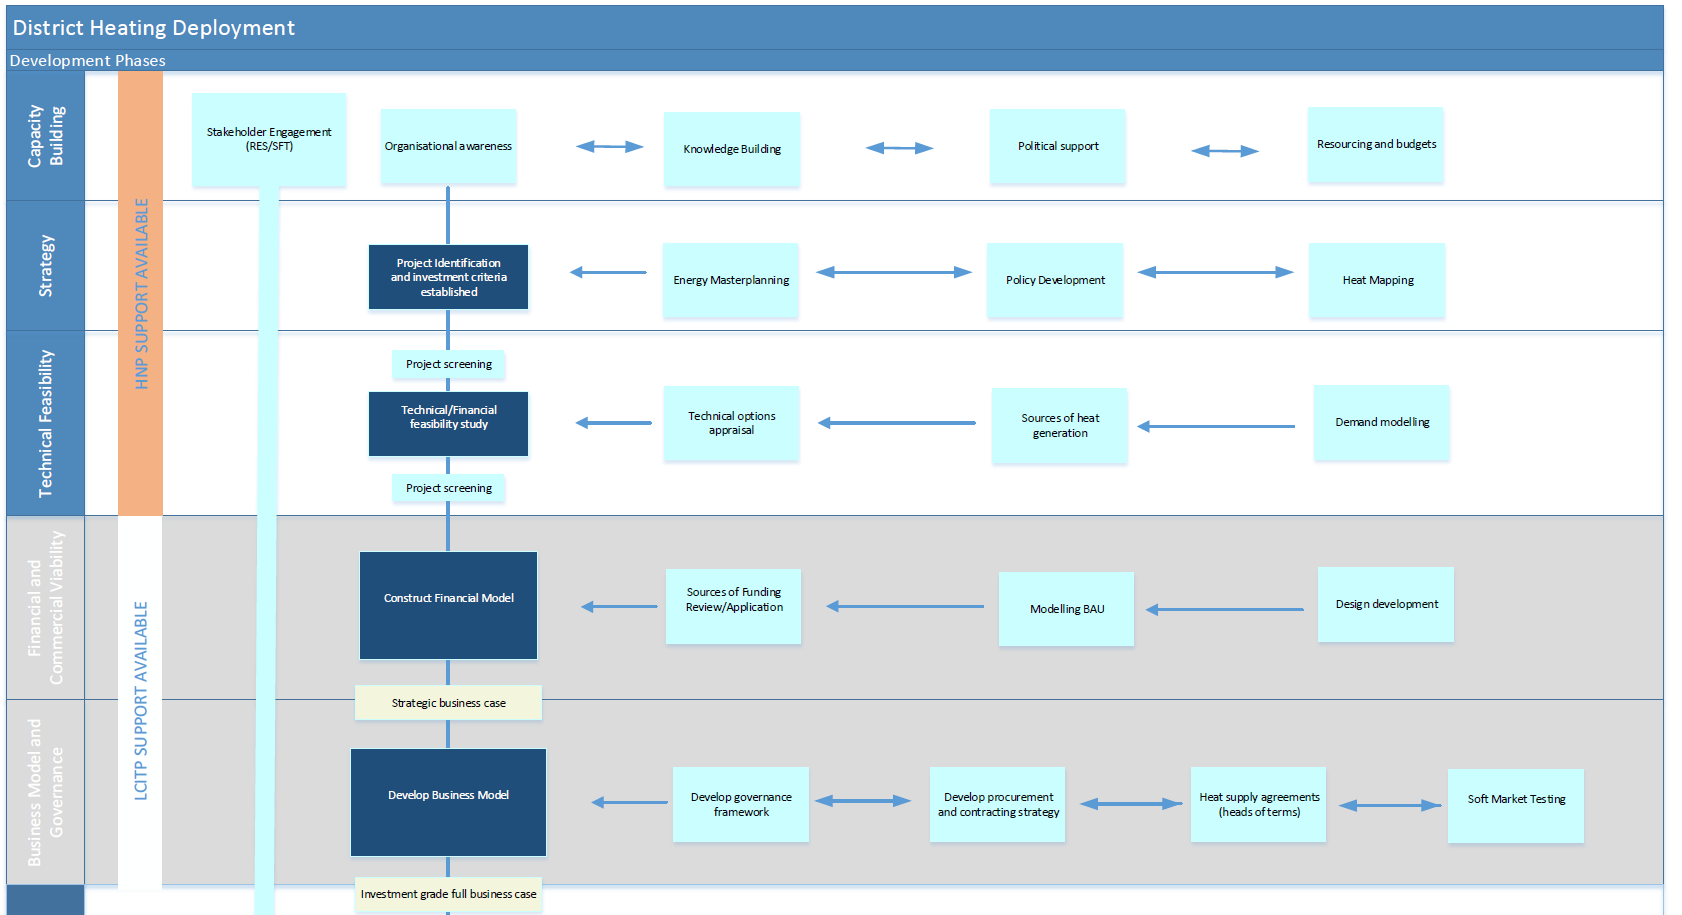 District Heating Deployment
Development Phases
Capacity
Building
HNP SUPPORT AVAILABLE
Stakeholder Engagement
(RES/SFT)
Organisational awareness
Knowledge Building
Political support
Resourcing and budgets
Strategy
Project Identification
and investment criteria
established
Energy Masterplanning
Policy Development
Heat Mapping
Technical Feasibility
Project screening
Technical/Financial
feasibility study
Technical options
appraisal
Sources of heat
generation
Demand modelling
Project screening
Financial and
Commercial Viability
LCITP SUPPORT AVAILABLE
Construct Financial Model
Sources of Funding
Review/Application
Modelling BAU
Design development
Strategic business case
Business Model and
Governance
Develop Business Model
Develop governance
framework
Develop procurement
and contracting strategy
Heat supply agreements
(heads of terms)
Soft Market Testing
Investment grade full business case